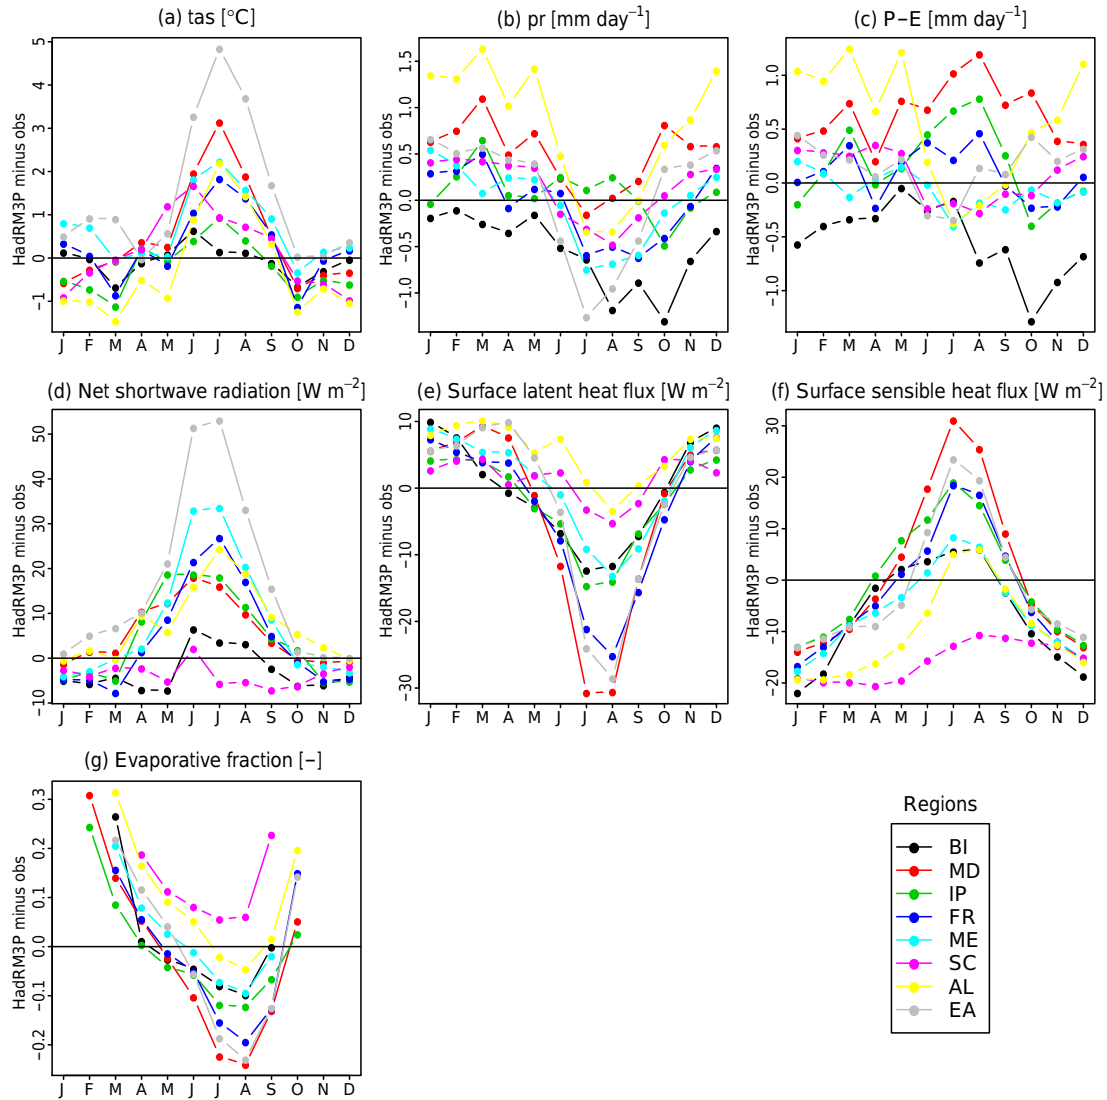 (a) tas [°C]
HadRM3P minus obs
5
4
3
2
1
0
−1
J F M A M J J A S O N D
(b) pr [mm day−1]
HadRM3P minus obs
1.5
1.0
0.5
0.0
−0.5
−1.0
J F M A M J J A S O N D
(c) P−E [mm day−1]
HadRM3P minus obs
1.0
0.5
0.0
−0.5
−1.0
J F M A M J J A S O N D
(d) Net shortwave radiation [W m−2]
HadRM3P minus obs
50
40
30
20
10
0
−10
J F M A M J J A S O N D
(e) Surface latent heat flux [W m−2]
HadRM3P minus obs
10
0
−10
−20
−30
J F M A M J J A S O N D
(f) Surface sensible heat flux [W m−2]
HadRM3P minus obs
30
20
10
0
−10
−20
J F M A M J J A S O N D
(g) Evaporative fraction [−]
HadRM3P minus obs
0.3
0.2
0.1
0.0
−0.1
−0.2
J F M A M J J A S O N D
Regions
BI
MD
IP
FR
ME
SC
AL
EA